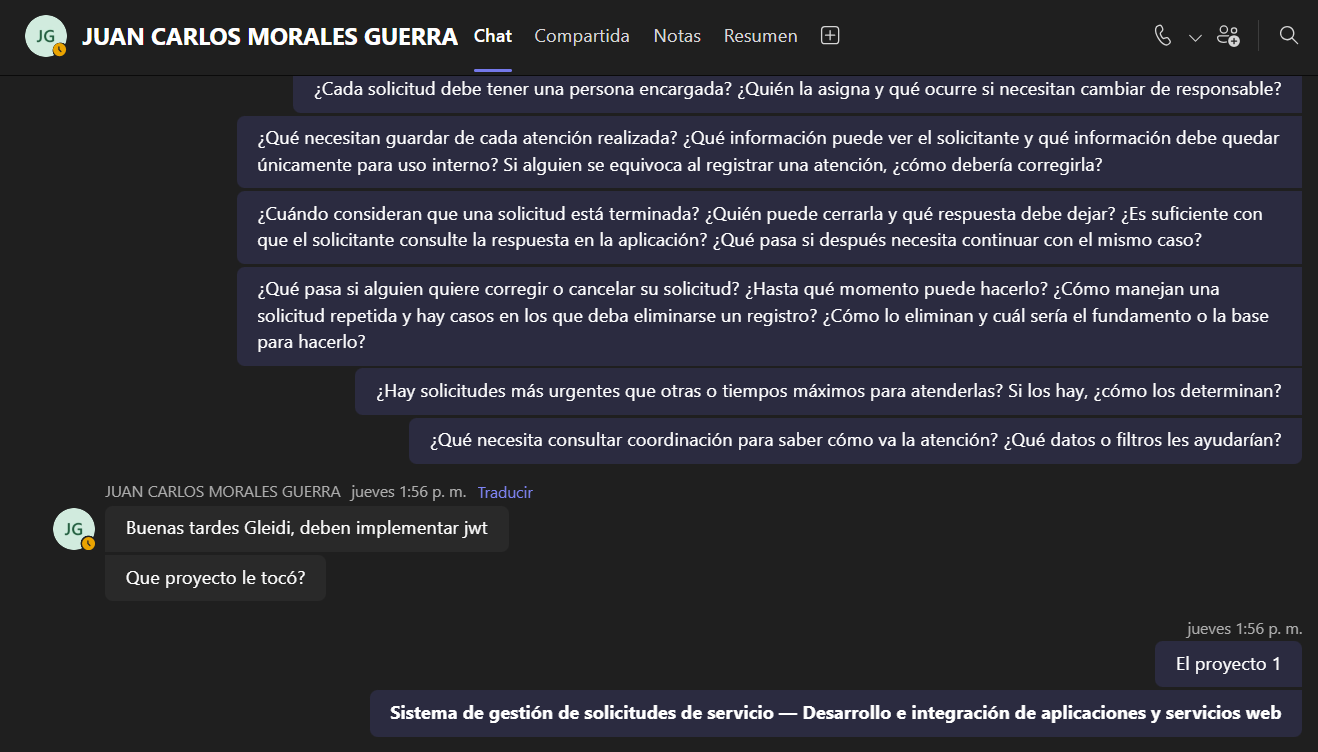 JG
JUAN CARLOS MORALES GUERRA
Chat
Compartida
Notas
Resumen
¿Cada solicitud debe tener una persona encargada? ¿Quién la asigna y qué ocurre si necesitan cambiar de responsable?
¿Qué necesitan guardar de cada atención realizada? ¿Qué información puede ver el solicitante y qué información debe quedar
únicamente para uso interno? Si alguien se equivoca al registrar una atención, ¿cómo debería corregirla?
¿Cuándo consideran que una solicitud está terminada? ¿Quién puede cerrarla y qué respuesta debe dejar? ¿Es suficiente con
que el solicitante consulte la respuesta en la aplicación? ¿Qué pasa si después necesita continuar con el mismo caso?
¿Qué pasa si alguien quiere corregir o cancelar su solicitud? ¿Hasta qué momento puede hacerlo? ¿Cómo manejan una
solicitud repetida y hay casos en los que deba eliminarse un registro? ¿Cómo lo eliminan y cuál sería el fundamento o la base
para hacerlo?
¿Hay solicitudes más urgentes que otras o tiempos máximos para atenderlas? Si los hay, ¿cómo los determinan?
¿Qué necesita consultar coordinación para saber cómo va la atención? ¿Qué datos o filtros les ayudarían?
JUAN CARLOS MORALES GUERRA jueves 1:56 p. m. Traducir
JG
Buenas tardes Gleidi, deben implementar jwt
Que proyecto le tocó?
jueves 1:56 p. m.
El proyecto 1
Sistema de gestión de solicitudes de servicio — Desarrollo e integración de aplicaciones y servicios web